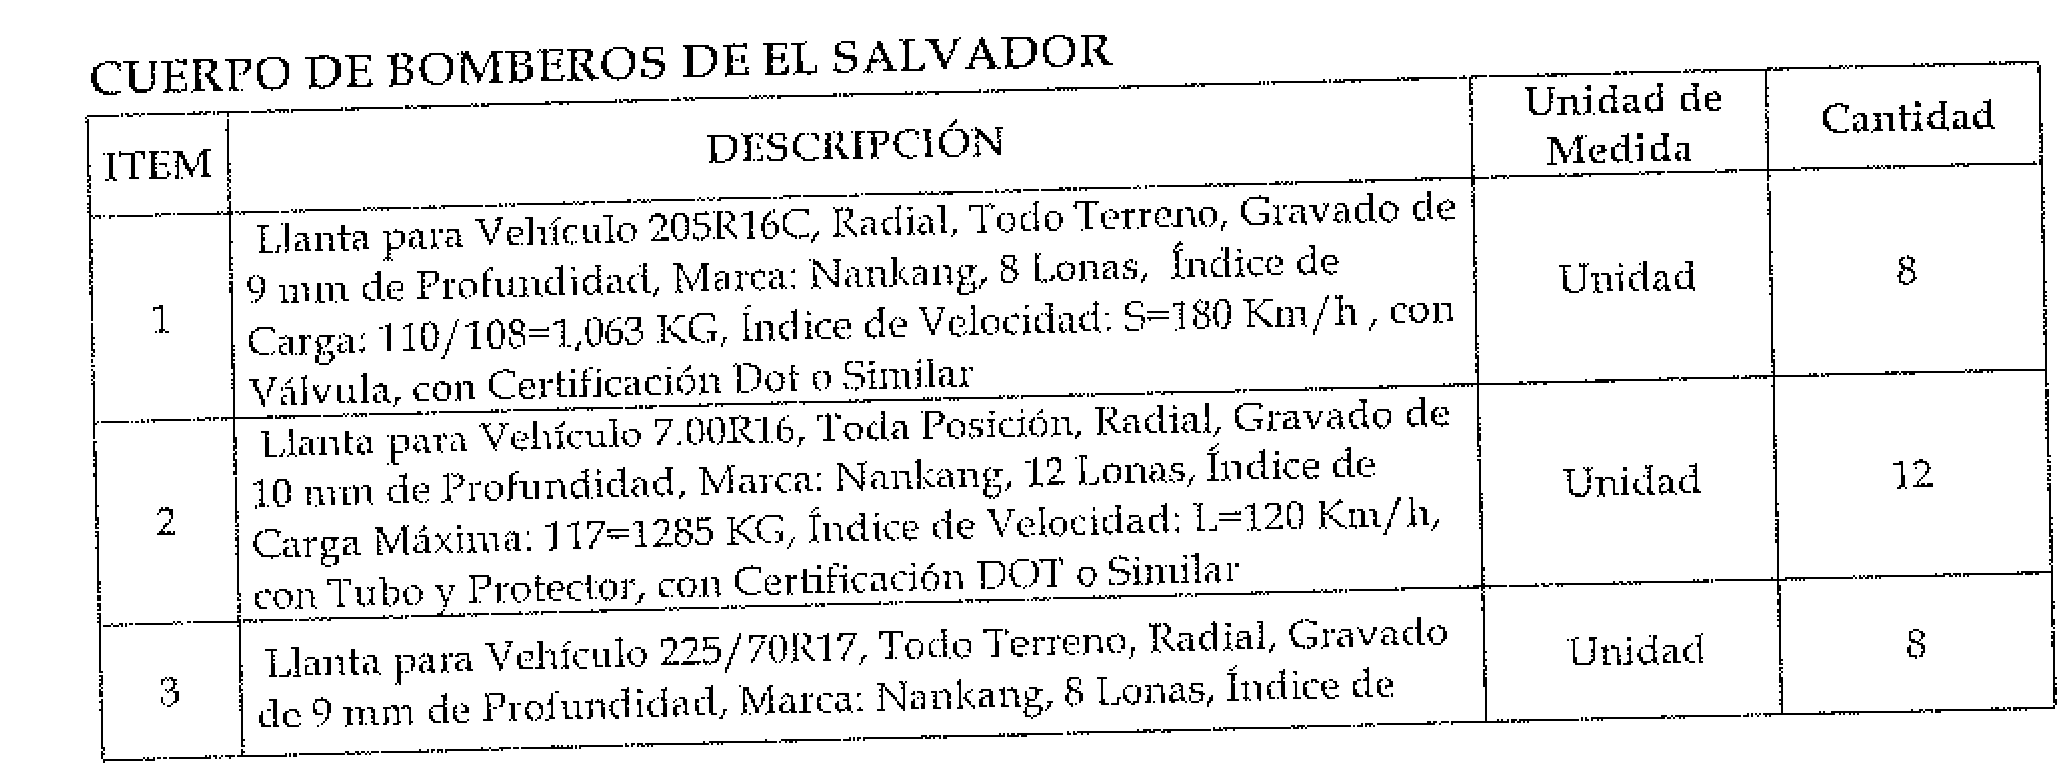 CUERPO DE BOMBEROS DE EL SALVADOR
ITEM
DESCRIPCIÓN
Unidad de
Medida
Cantidad
1
Llanta para Vehículo 205R16C, Radial, Todo Terreno, Gravado de
9 mm de Profundidad, Marca: Nankang, 8 Lonas, Índice de
Carga: 110/108=1,063 KG, Índice de Velocidad: S=180 Km/h , con
Válvula, con Certificación Dot o Similar
Unidad
8
2
Llanta para Vehículo 7.00R16, Toda Posición, Radial, Gravado de
10 mm de Profundidad, Marca: Nankang, 12 Lonas, Índice de
Carga Máxima: 117=1285 KG, Índice de Velocidad: L=120 Km/h,
con Tubo y Protector, con Certificación DOT o Similar
Unidad
12
3
Llanta para Vehículo 225/70R17, Todo Terreno, Radial, Gravado
de 9 mm de Profundidad, Marca: Nankang, 8 Lonas, Índice de
Unidad
8